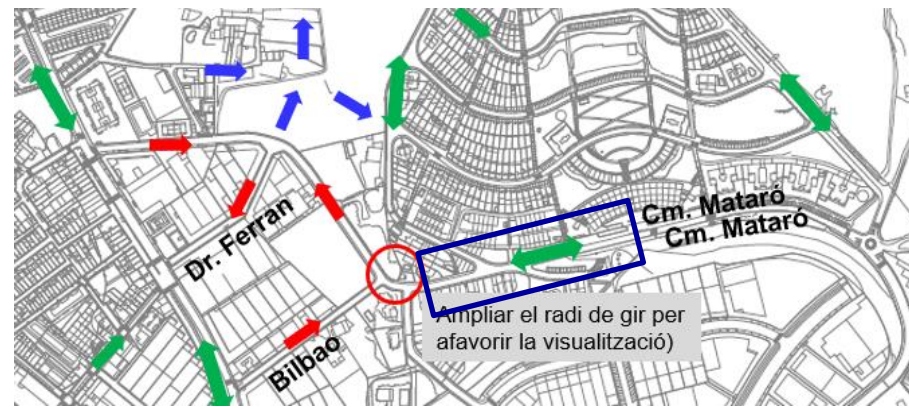 Cm. Mataró
Cm. Mataró
Dr. Ferran
Ampliar el radi de gir per
afavorir la visualització)
Bilbao